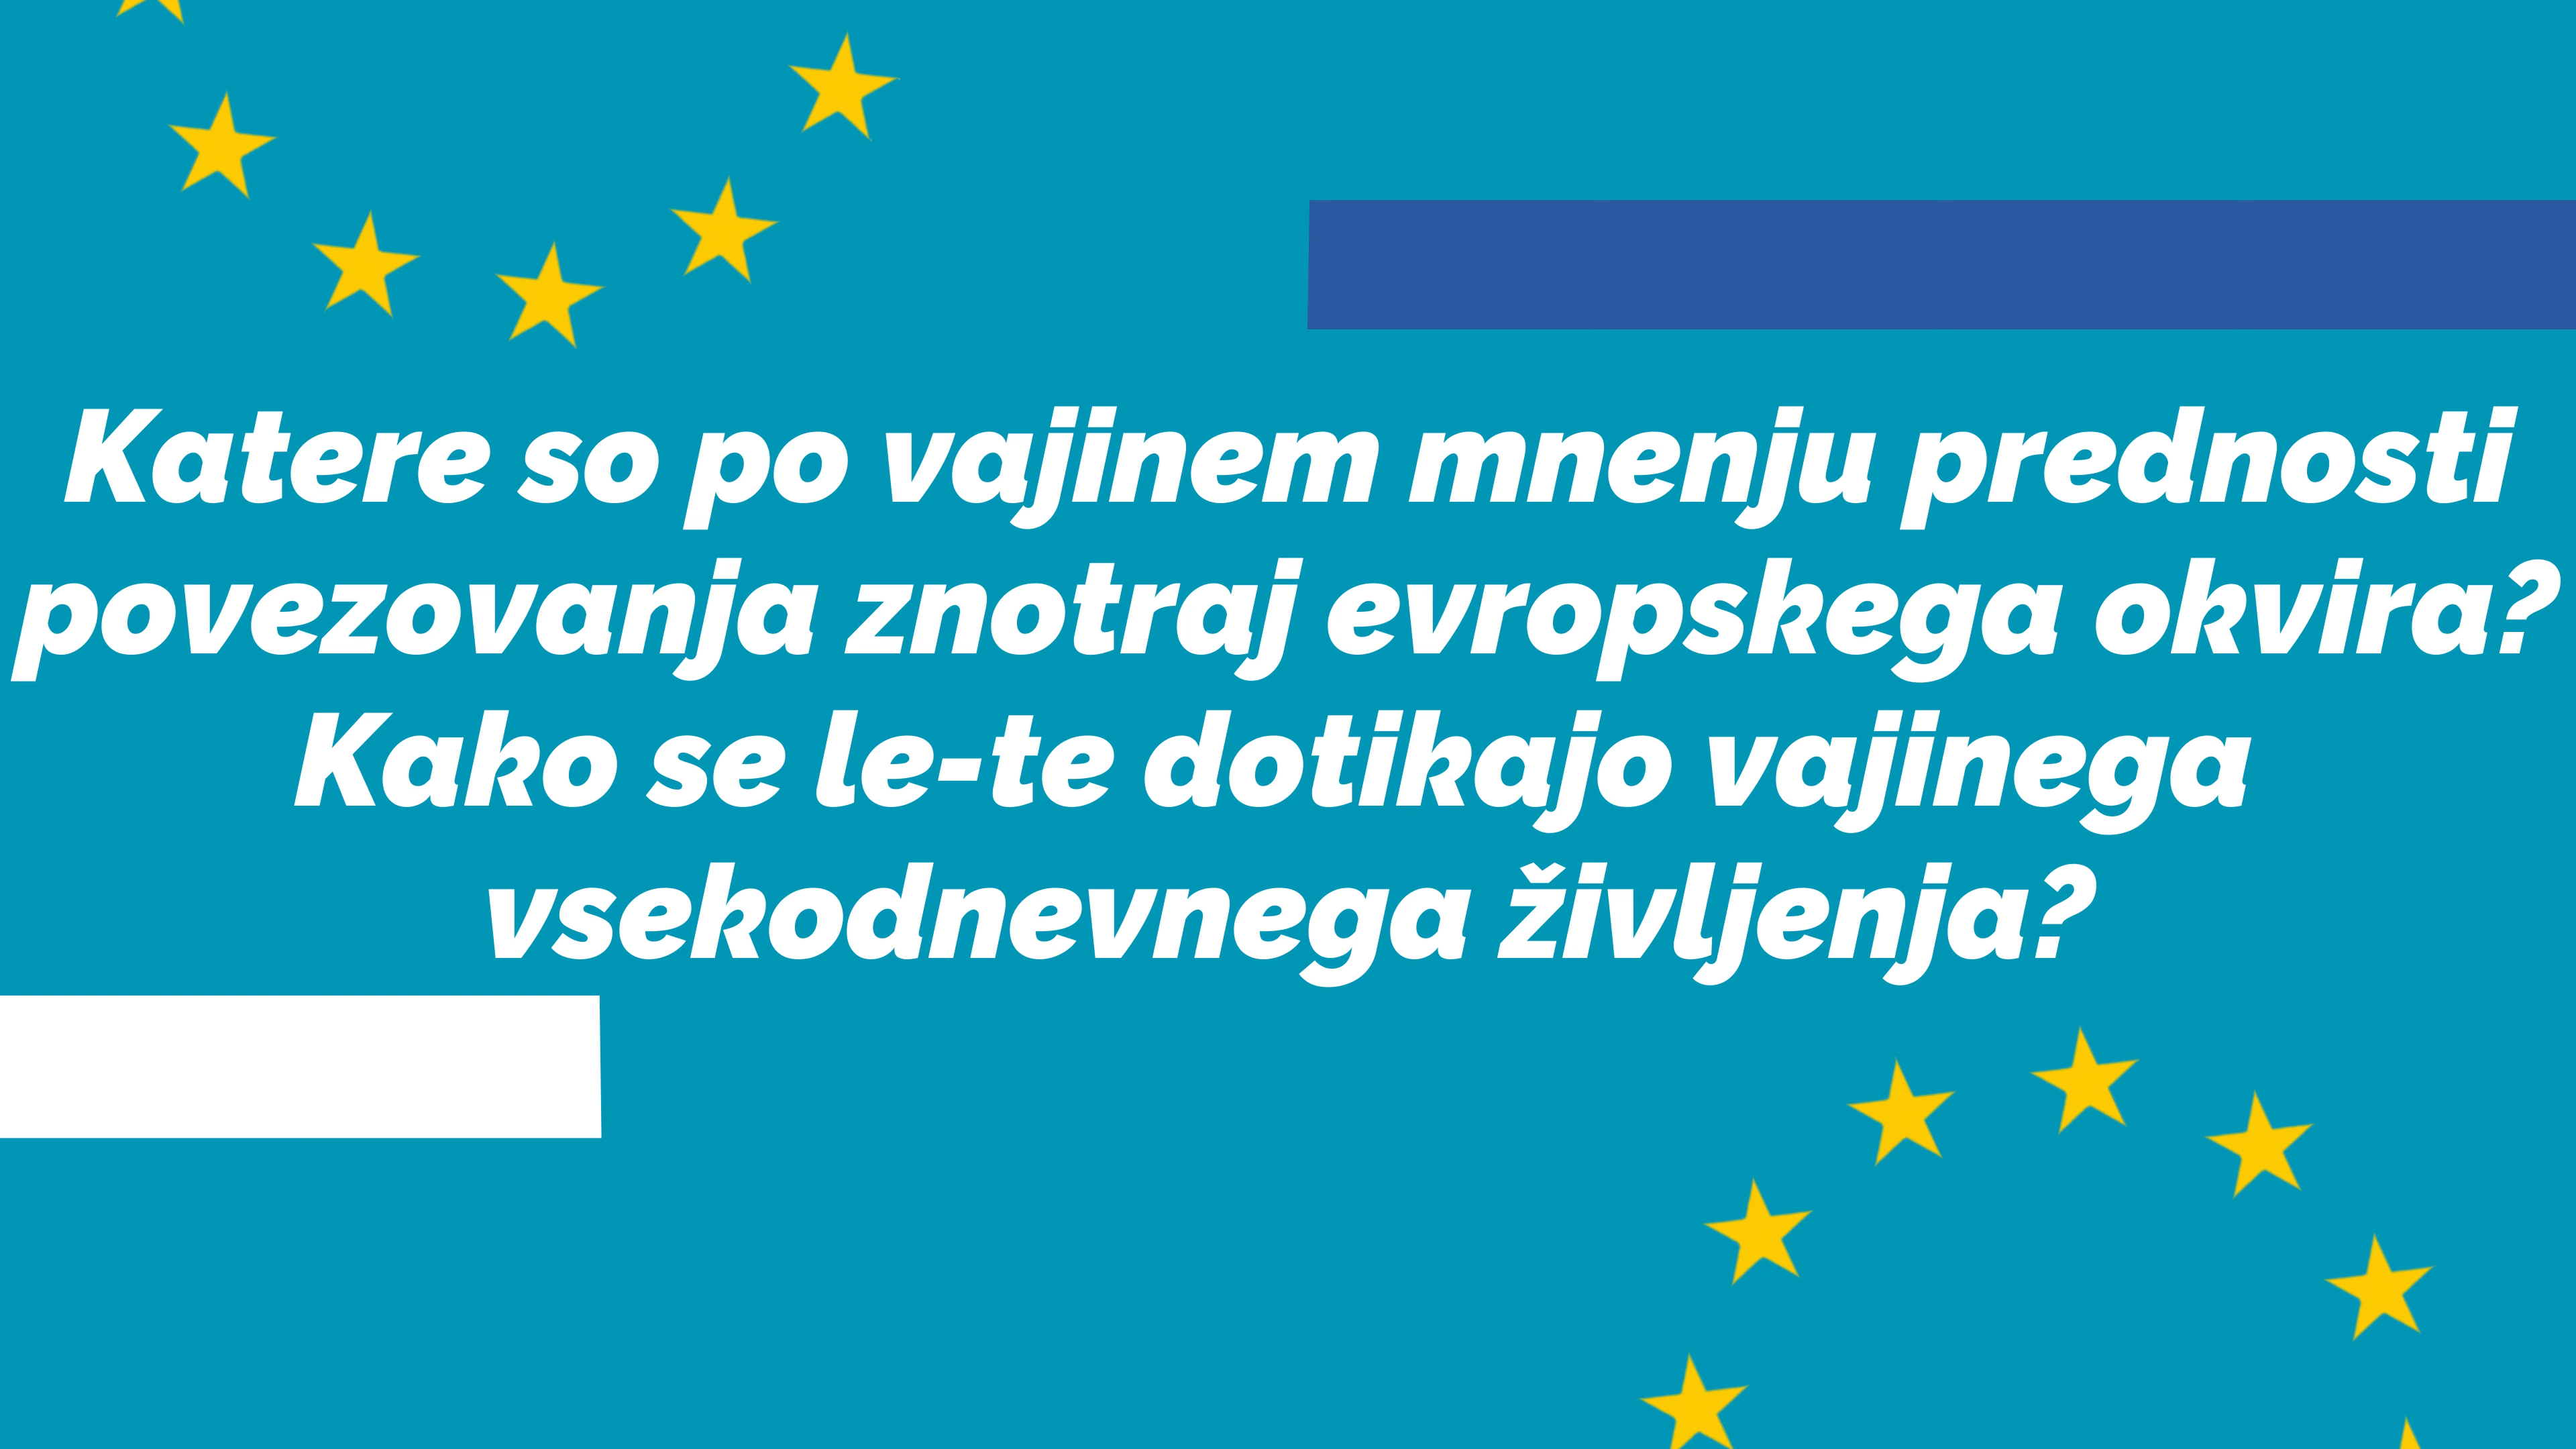 Katere so po vajinem mnenju prednosti
povezovanja znotraj evropskega okvira?
Kako se le-te dotikajo vajinega
vsekodnevnega življenja?